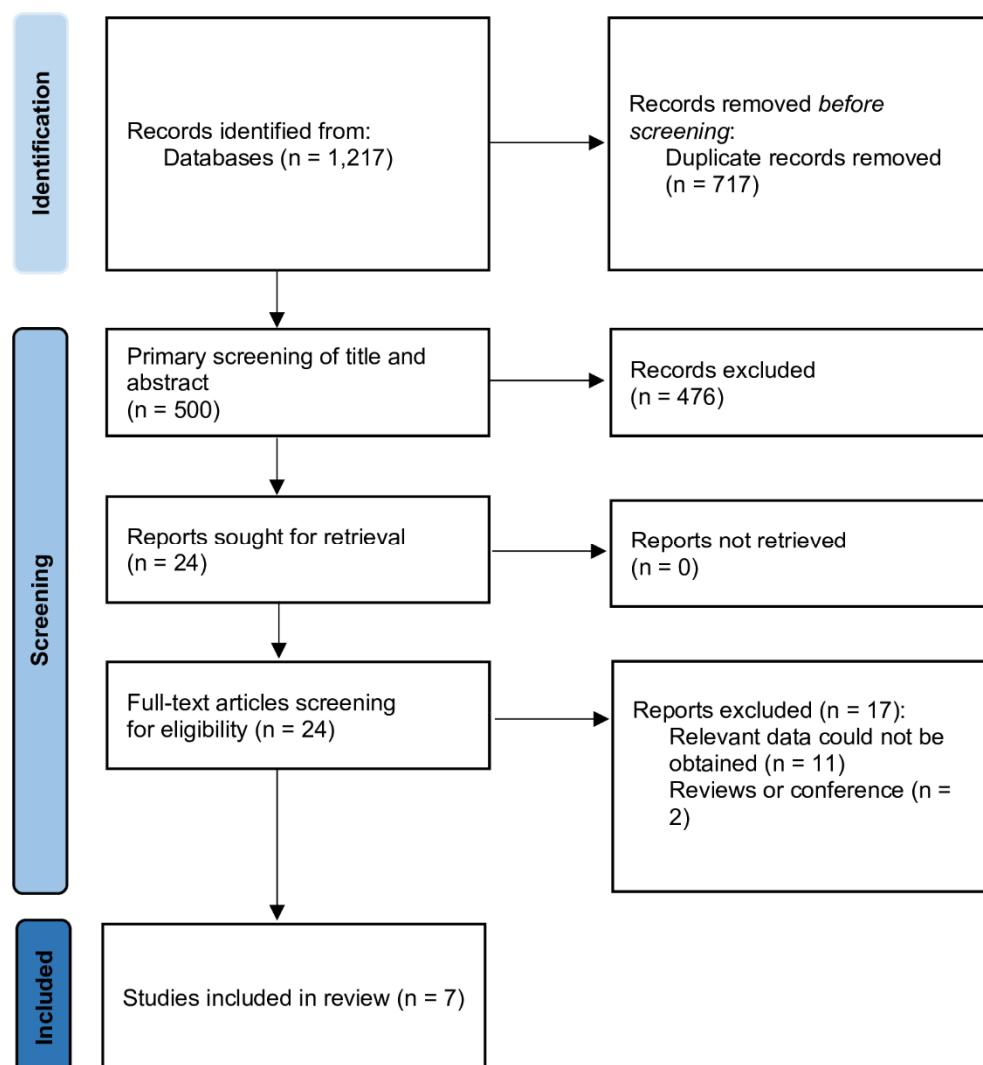 Identification
Records identified from:
Databases (n = 1,217)
Records removed before
screening:
Duplicate records removed
(n = 717)
Screening
Primary screening of title and
abstract
(n = 500)
Records excluded
(n = 476)
Reports sought for retrieval
(n = 24)
Reports not retrieved
(n = 0)
Full-text articles screening
for eligibility (n = 24)
Reports excluded (n = 17):
Relevant data could not be
obtained (n = 11)
Reviews or conference (n =
2)
Included
Studies included in review (n = 7)